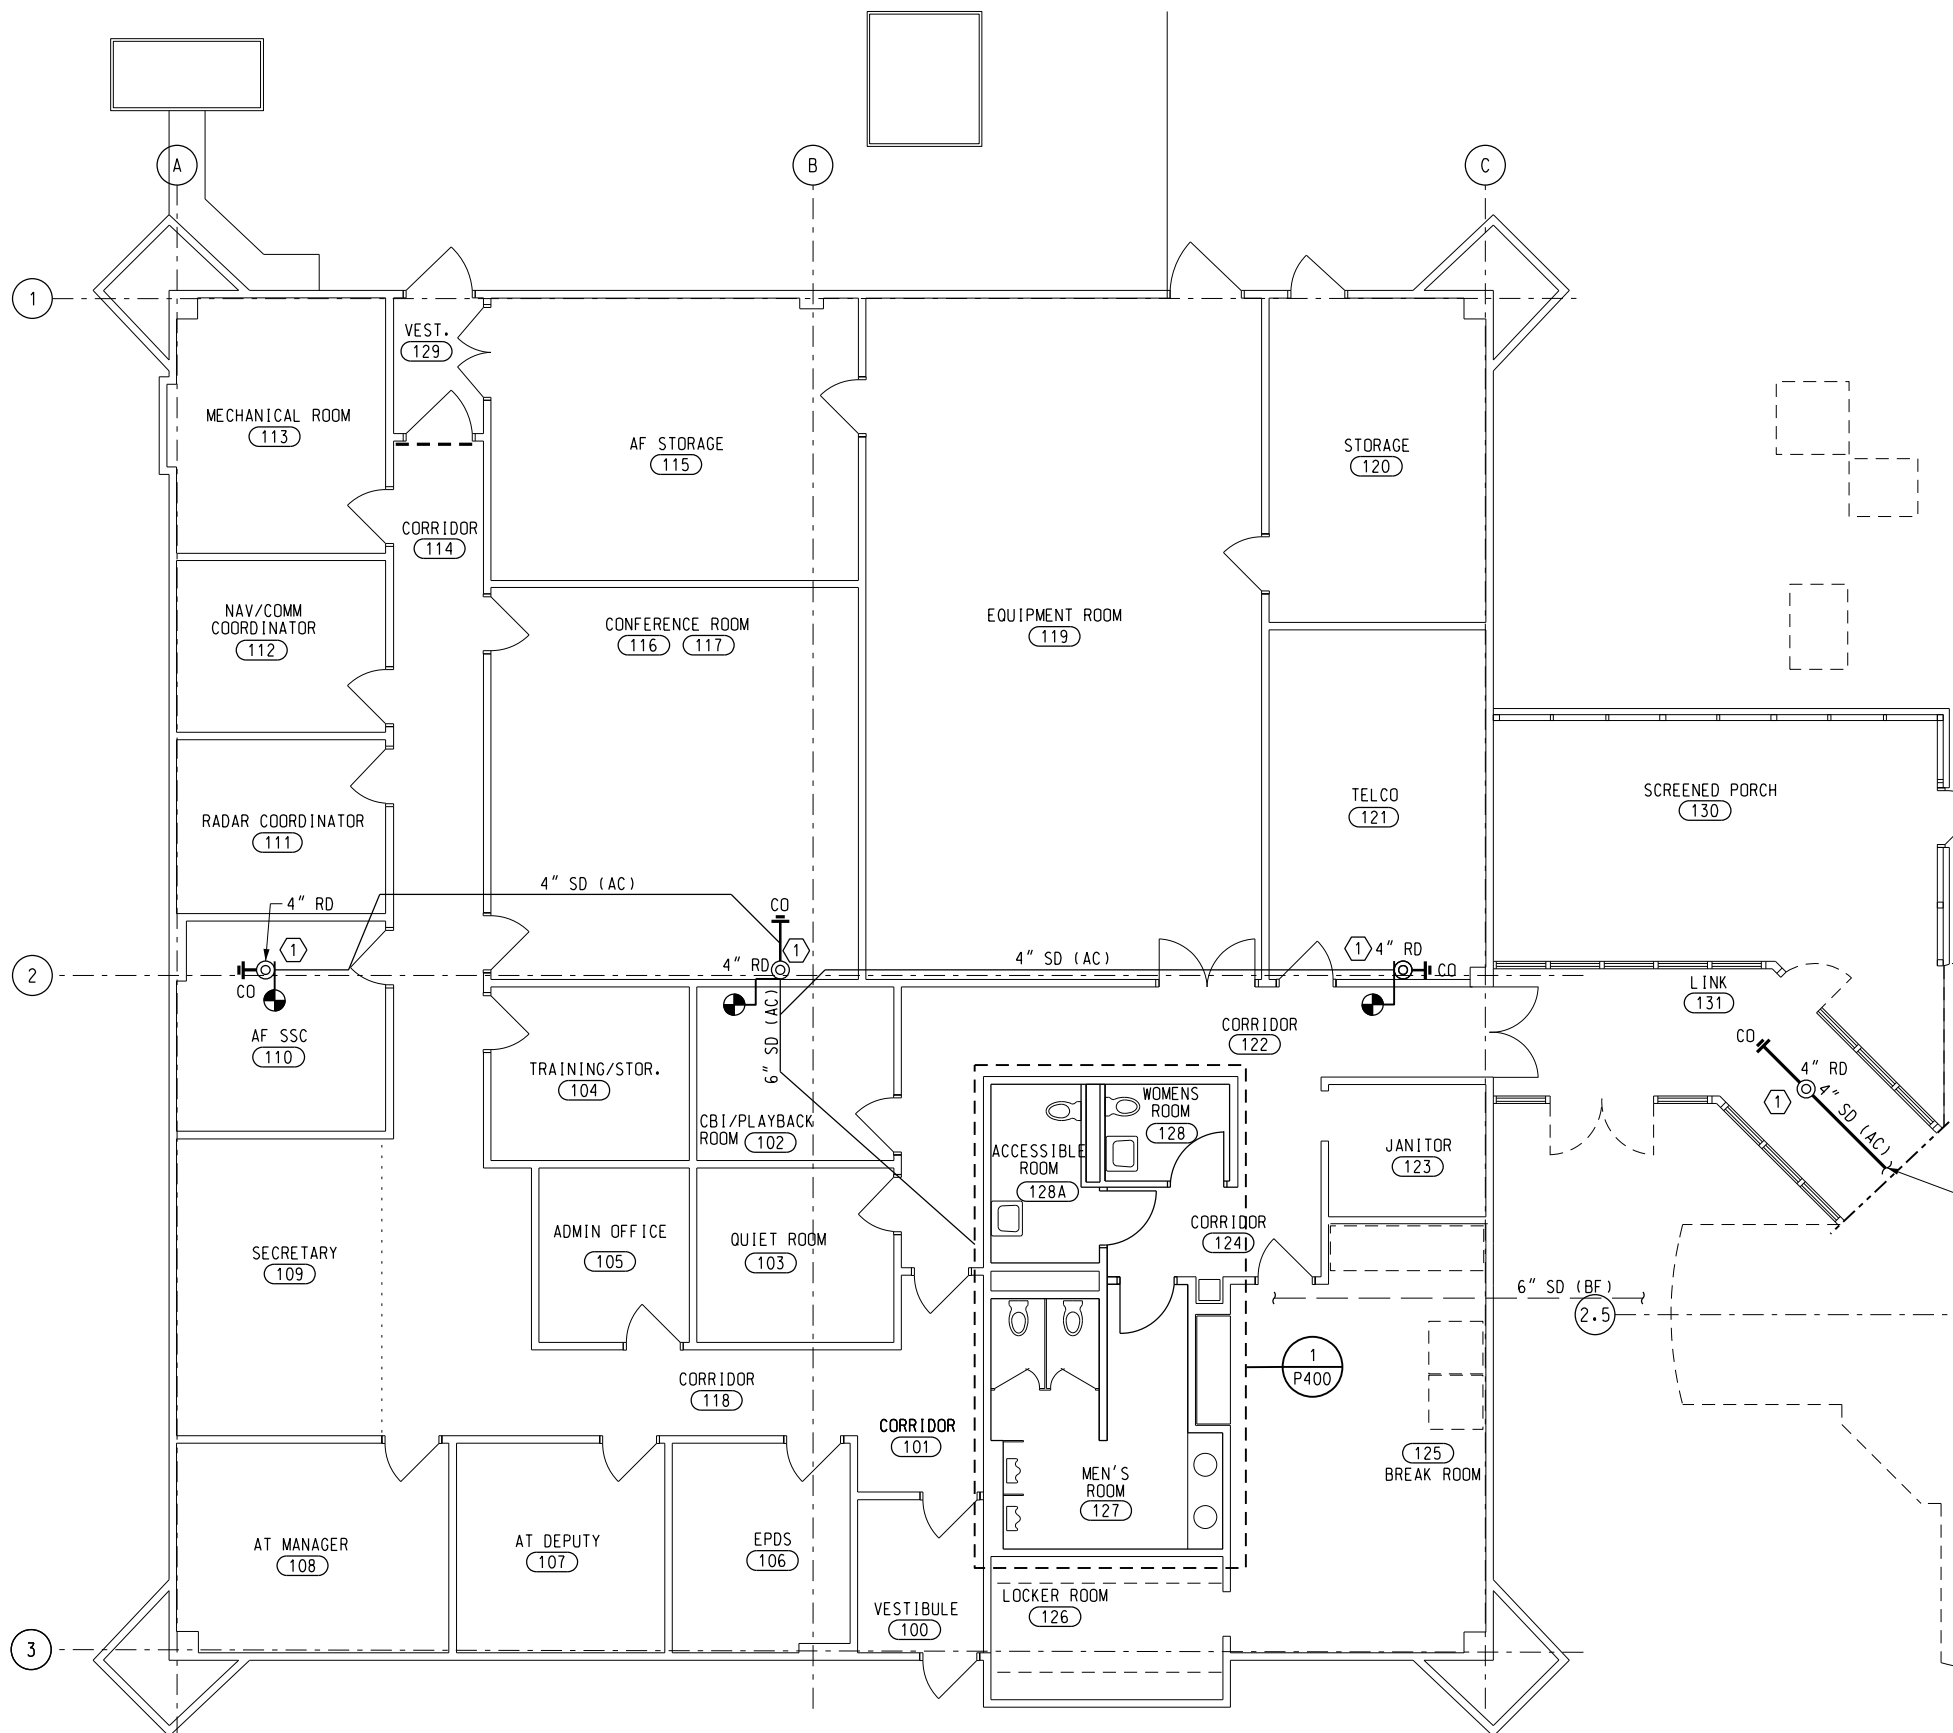 A
B
C
1
VEST.
129
MECHANICAL ROOM
113
AF STORAGE
115
STORAGE
120
CORRIDOR
114
NAV/COMM
COORDINATOR
112
CONFERENCE ROOM
116 117
EQUIPMENT ROOM
119
TELCO
121
SCREENED PORCH
130
RADAR COORDINATOR
111
4" SD (AC)
4" RD
CO
1
1
4" RD
4" SD (AC)
1
4" RD
CO
2
CO
6" SD (AC)
LINK
131
AF SSC
110
CORRIDOR
122
CO
4" RD
1
4" SD (AC)
TRAINING/STOR.
104
CBI/PLAYBACK
ROOM 102
WOMENS
ROOM
128
ACCESSIBLE
ROOM
128A
JANITOR
123
ADMIN OFFICE
105
QUIET ROOM
103
CORRIDOR
124
SECRETARY
109
6" SD (BF)
2.5
1
P400
CORRIDOR
118
CORRIDOR
101
125
BREAK ROOM
MEN'S
ROOM
127
AT MANAGER
108
AT DEPUTY
107
EPDS
106
VESTIBULE
100
LOCKER ROOM
126
3